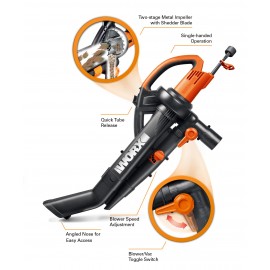 Two-stage Metal Impeller
with Shedder Blade
Single-handed
Operation
Quick Tube
Release
WORX
Blower Speed
Adjustment
Angled Nose for
Easy Access
Blower/Vac
Toggle Switch